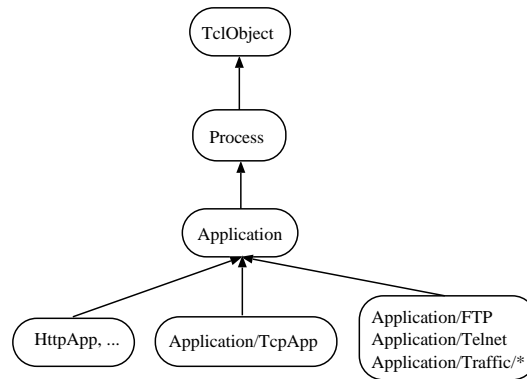 TclObject
Process
Application
HttpApp, ...
Application/TcpApp
Application/FTP
Application/Telnet
Application/Traffic/*